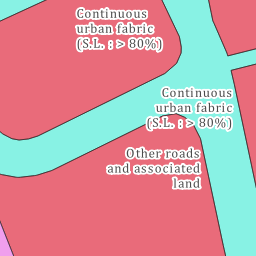 Continuous
urban fabric
(S.L. : > 80%)
Continuous
urban fabric
(S.L. : > 80%)
Other roads
and associated
land